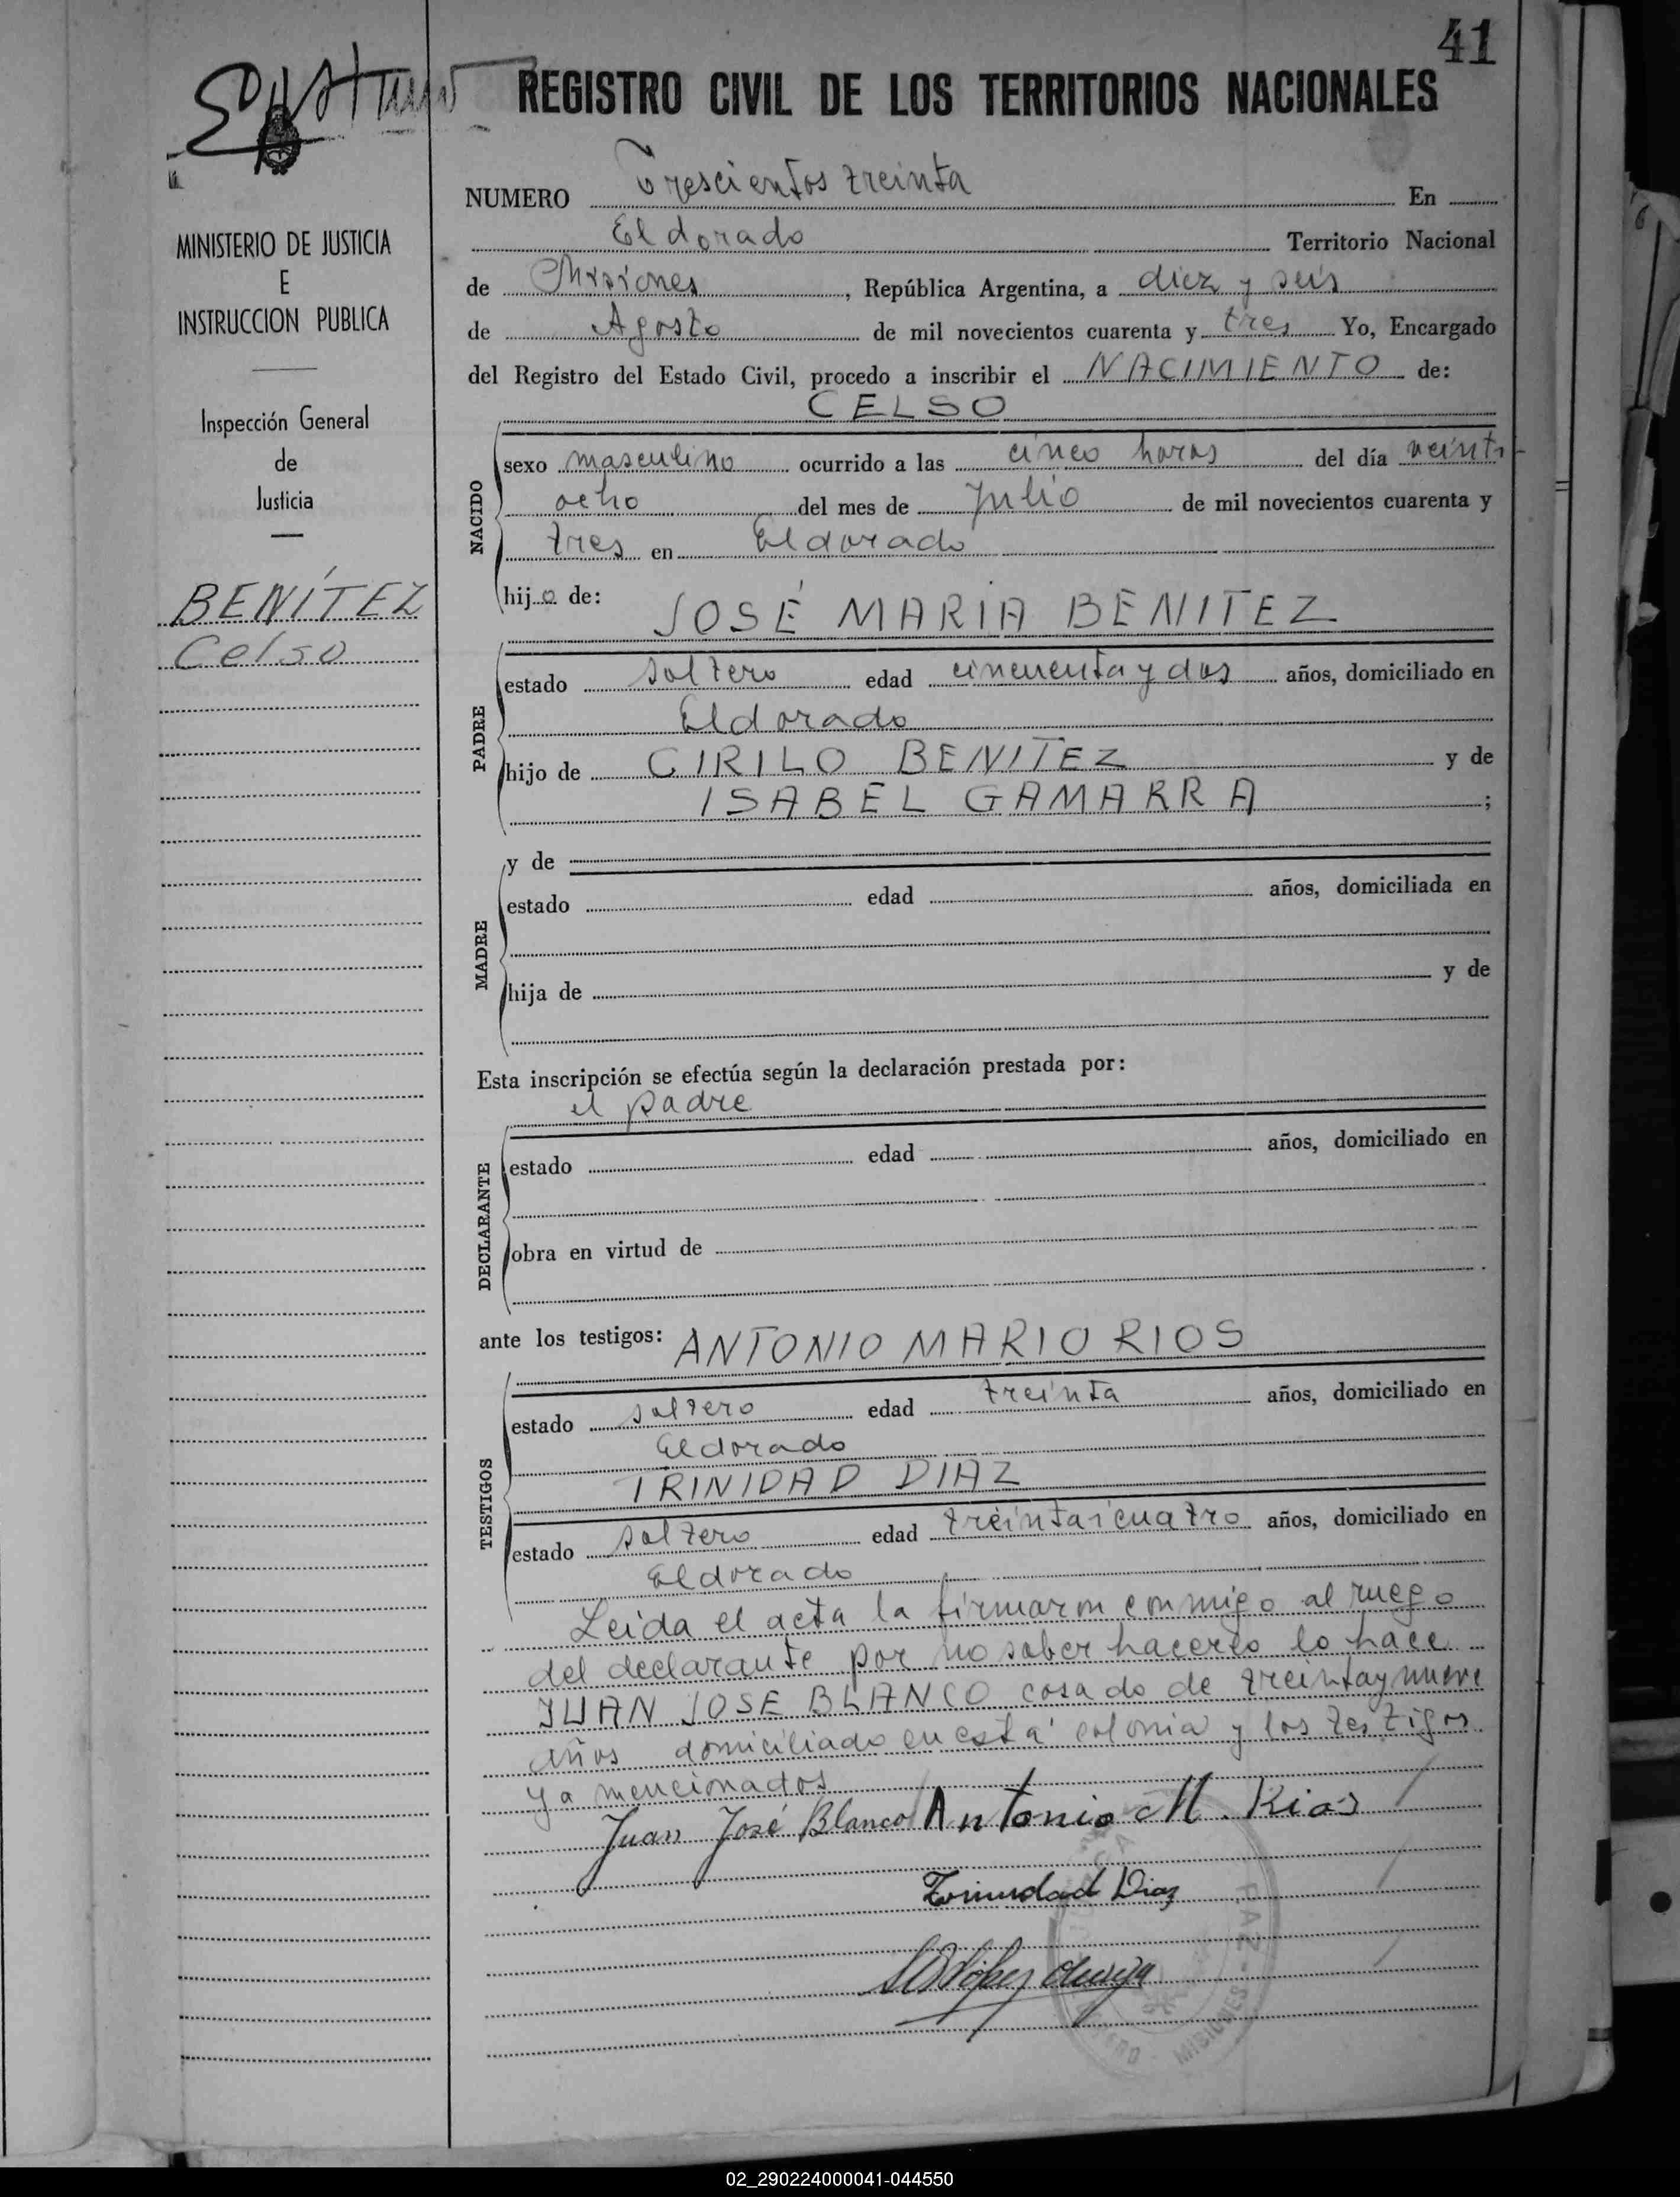 41
REGISTRO CIVIL DE LOS TERRITORIOS NACIONALES
MINISTERIO DE JUSTICIA
E
INSTRUCCION PUBLICA
Inspección General
de
Justicia
BENÍTEZ
Celso
NUMERO Trescientos treinta En
Eldorado Territorio Nacional
de Misiones, República Argentina, a diez y seis
de Agosto de mil novecientos cuarenta y tres Yo, Encargado
del Registro del Estado Civil, procedo a inscribir el NACIMIENTO de:
CELSO
NACIDO
sexo masculino ocurrido a las cinco horas del día veinti-
ocho del mes de Julio de mil novecientos cuarenta y
tres en Eldorado
hijo de: JOSÉ MARIA BENITEZ
PADRE
estado soltero edad cincuenta y dos años, domiciliado en
Eldorado
hijo de CIRILO BENITEZ y de
ISABEL GAMARRA ;
MADRE
y de
estado edad años, domiciliada en
hija de y de
Esta inscripción se efectúa según la declaración prestada por:
el padre
DECLARANTE
estado edad años, domiciliado en
obra en virtud de
ante los testigos: ANTONIO MARIO RIOS
TESTIGOS
estado soltero edad treinta años, domiciliado en
Eldorado
TRINIDAD DIAZ
estado soltero edad treintaicuatro años, domiciliado en
Eldorado
Leida el acta la firmaron conmigo al ruego
del declarante por no saber hacerlo lo hace
JUAN JOSE BLANCO casado de treintaynueve
años domiciliado en esta colonia y los testigos
ya mencionados
Juan José Blanco Antonio M. Rios
Trinidad Diaz
PAZ - MISIONES
02_290224000041-044550